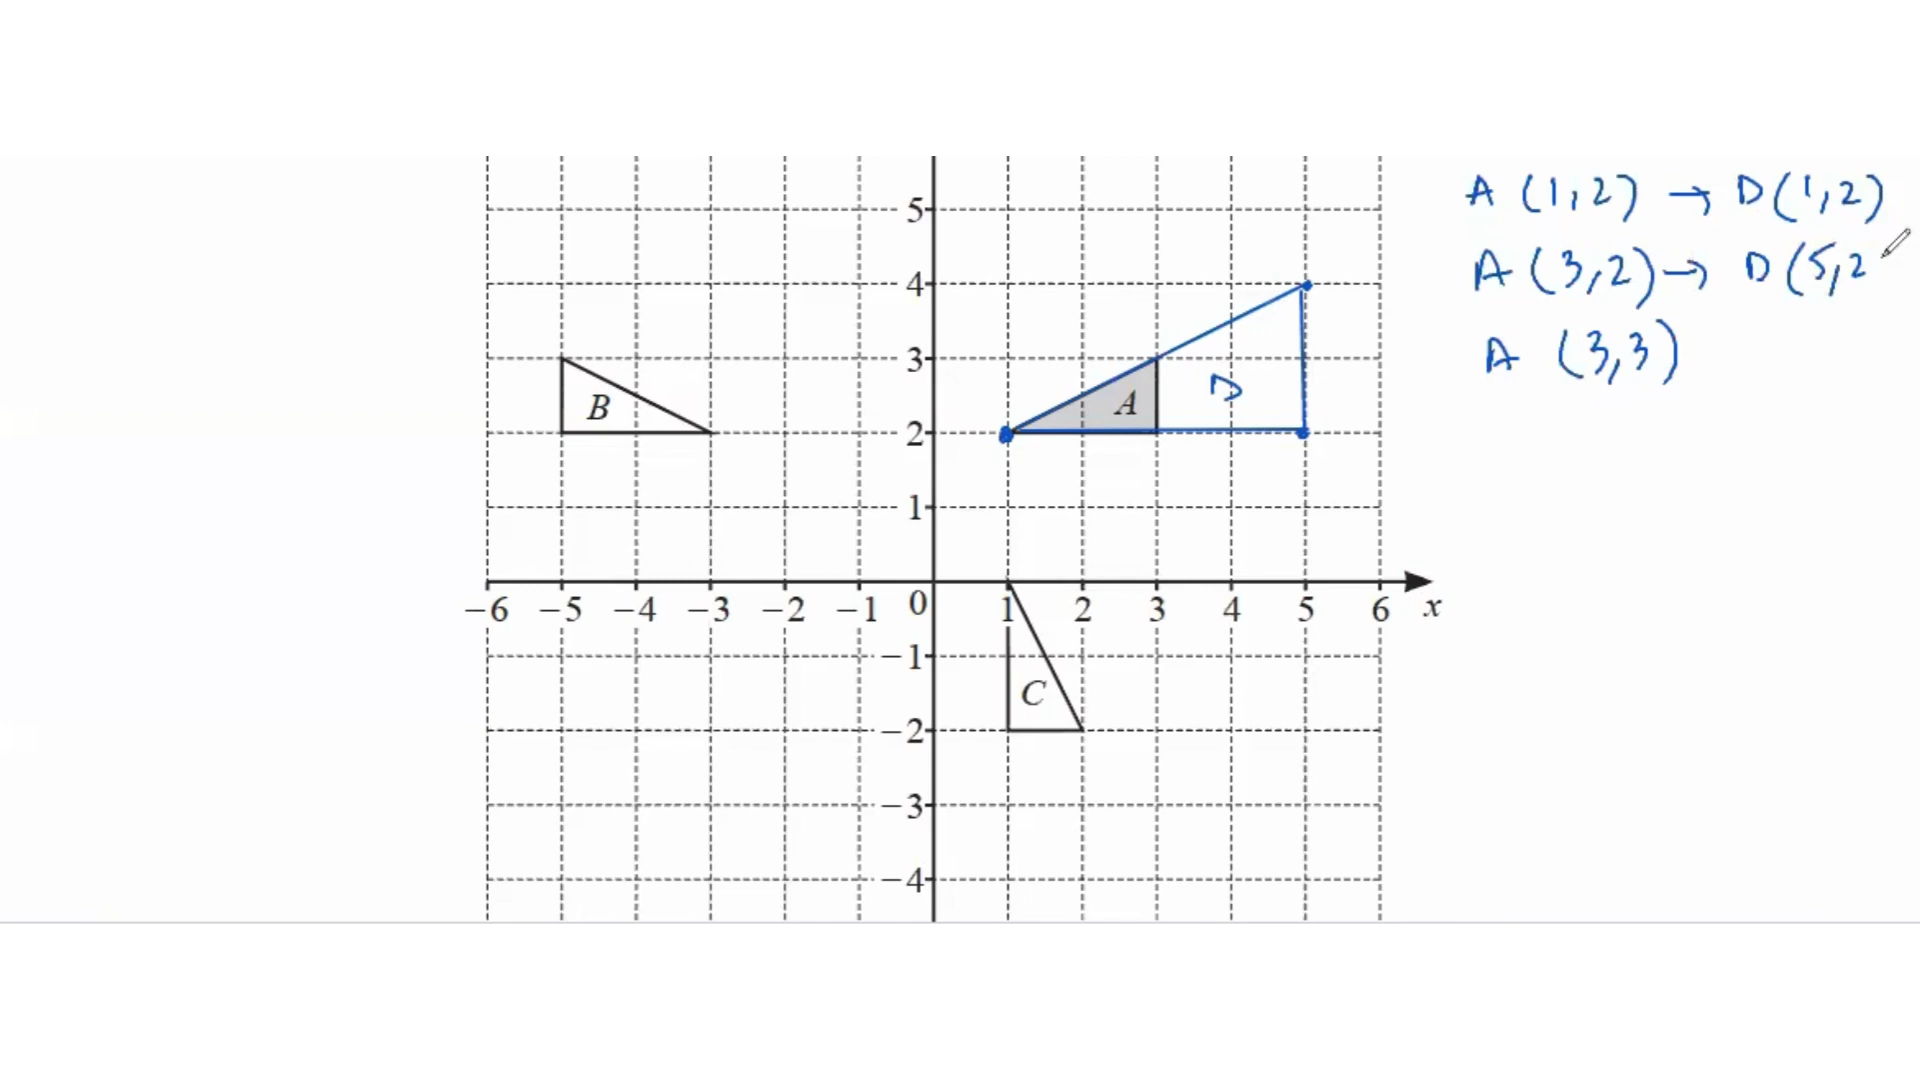 A (1,2) → D(1,2)
5
A (3,2) → D (5,2
4
3
A (3,3)
B
A
D
2
1
−6 −5 −4 −3 −2 −1 0 1 2 3 4 5 6 x
−1
C
−2
−3
−4